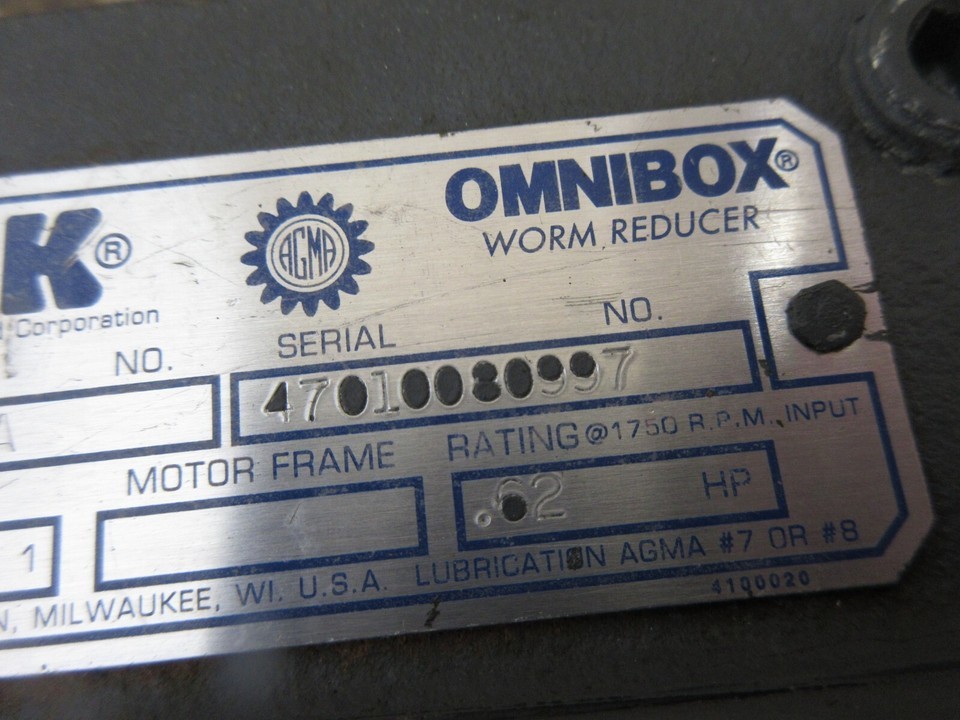 K®
AGMA
OMNIBOX®
WORM REDUCER
Corporation
NO.
SERIAL NO.
A
47010080997
MOTOR FRAME
RATING @ 1750 R.P.M. INPUT
1
.62 HP
N, MILWAUKEE, WI. U.S.A. LUBRICATION AGMA #7 OR #8
4100020